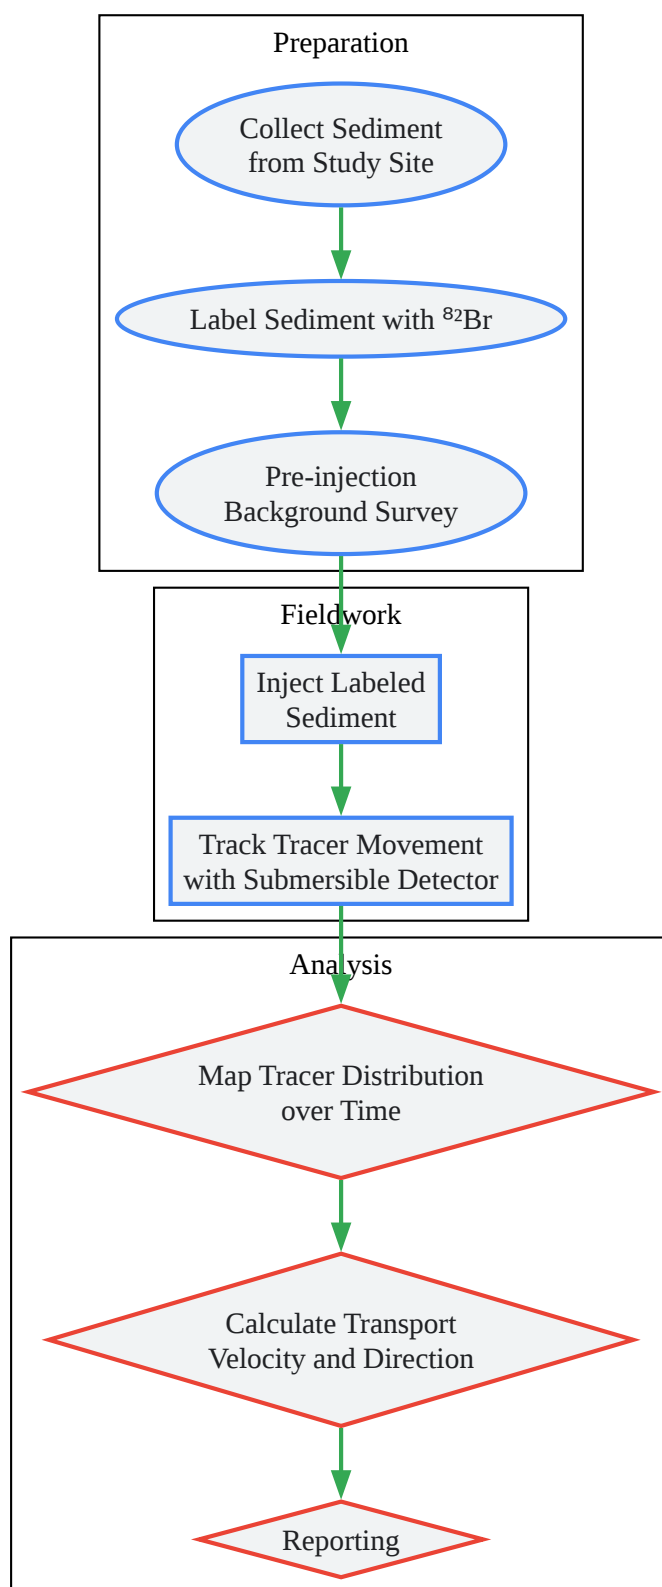 Preparation
Collect Sediment
from Study Site
Label Sediment with ⁸²Br
Pre-injection
Background Survey
Fieldwork
Inject Labeled
Sediment
Track Tracer Movement
with Submersible Detector
Analysis
Map Tracer Distribution
over Time
Calculate Transport
Velocity and Direction
Reporting